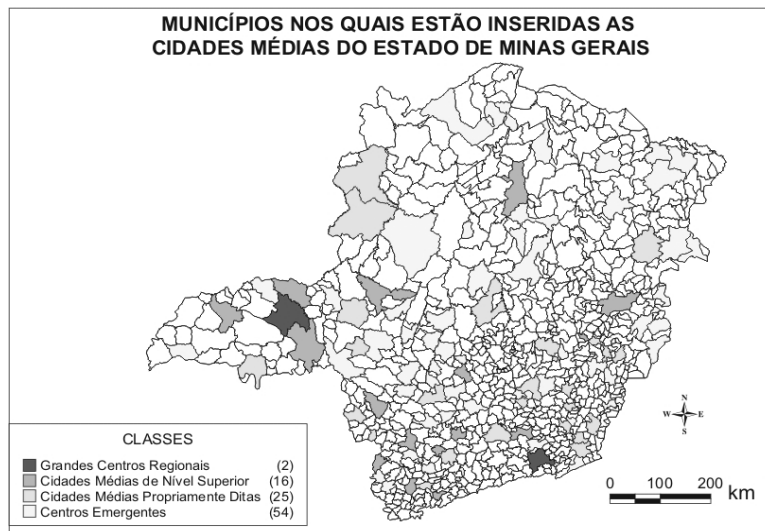 MUNICÍPIOS NOS QUAIS ESTÃO INSERIDAS AS
CIDADES MÉDIAS DO ESTADO DE MINAS GERAIS
N
W E
S
CLASSES
Grandes Centros Regionais (2)
Cidades Médias de Nível Superior (16)
Cidades Médias Propriamente Ditas (25)
Centros Emergentes (54)
0 100 200
km